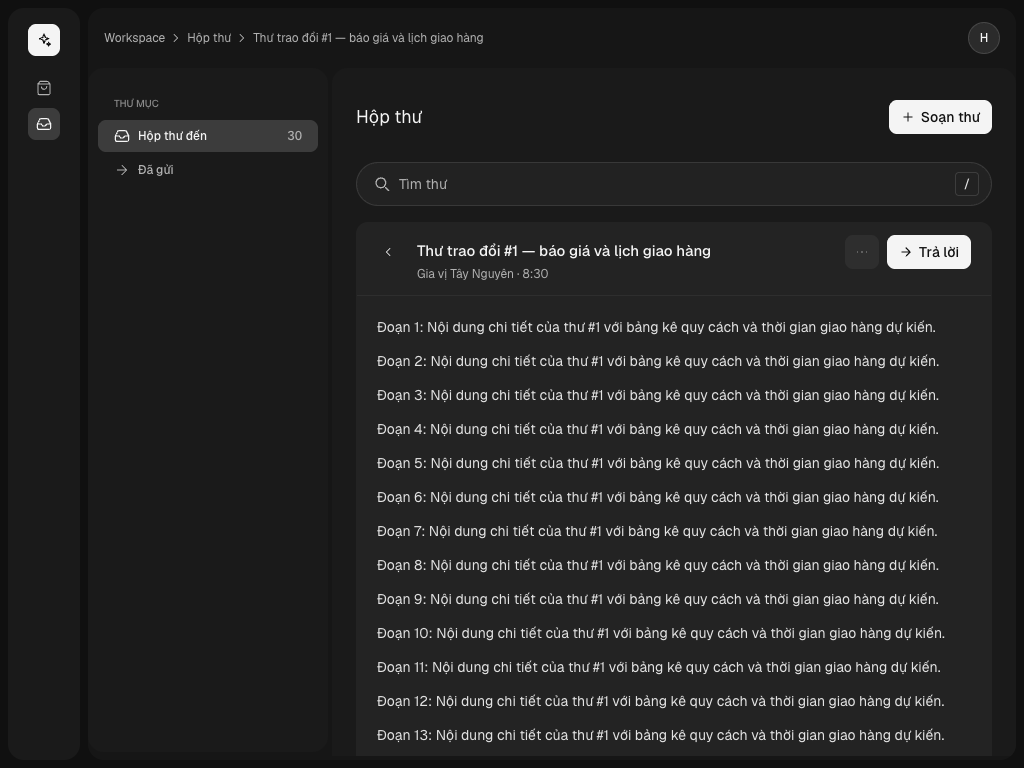 Workspace
Hộp thư
Thư trao đổi #1 — báo giá và lịch giao hàng
H
THƯ MỤC
Hộp thư đến
30
Đã gửi
Hộp thư
Soạn thư
Tìm thư
/
Thư trao đổi #1 — báo giá và lịch giao hàng
Gia vị Tây Nguyên · 8:30
Trả lời
Đoạn 1: Nội dung chi tiết của thư #1 với bảng kê quy cách và thời gian giao hàng dự kiến.
Đoạn 2: Nội dung chi tiết của thư #1 với bảng kê quy cách và thời gian giao hàng dự kiến.
Đoạn 3: Nội dung chi tiết của thư #1 với bảng kê quy cách và thời gian giao hàng dự kiến.
Đoạn 4: Nội dung chi tiết của thư #1 với bảng kê quy cách và thời gian giao hàng dự kiến.
Đoạn 5: Nội dung chi tiết của thư #1 với bảng kê quy cách và thời gian giao hàng dự kiến.
Đoạn 6: Nội dung chi tiết của thư #1 với bảng kê quy cách và thời gian giao hàng dự kiến.
Đoạn 7: Nội dung chi tiết của thư #1 với bảng kê quy cách và thời gian giao hàng dự kiến.
Đoạn 8: Nội dung chi tiết của thư #1 với bảng kê quy cách và thời gian giao hàng dự kiến.
Đoạn 9: Nội dung chi tiết của thư #1 với bảng kê quy cách và thời gian giao hàng dự kiến.
Đoạn 10: Nội dung chi tiết của thư #1 với bảng kê quy cách và thời gian giao hàng dự kiến.
Đoạn 11: Nội dung chi tiết của thư #1 với bảng kê quy cách và thời gian giao hàng dự kiến.
Đoạn 12: Nội dung chi tiết của thư #1 với bảng kê quy cách và thời gian giao hàng dự kiến.
Đoạn 13: Nội dung chi tiết của thư #1 với bảng kê quy cách và thời gian giao hàng dự kiến.